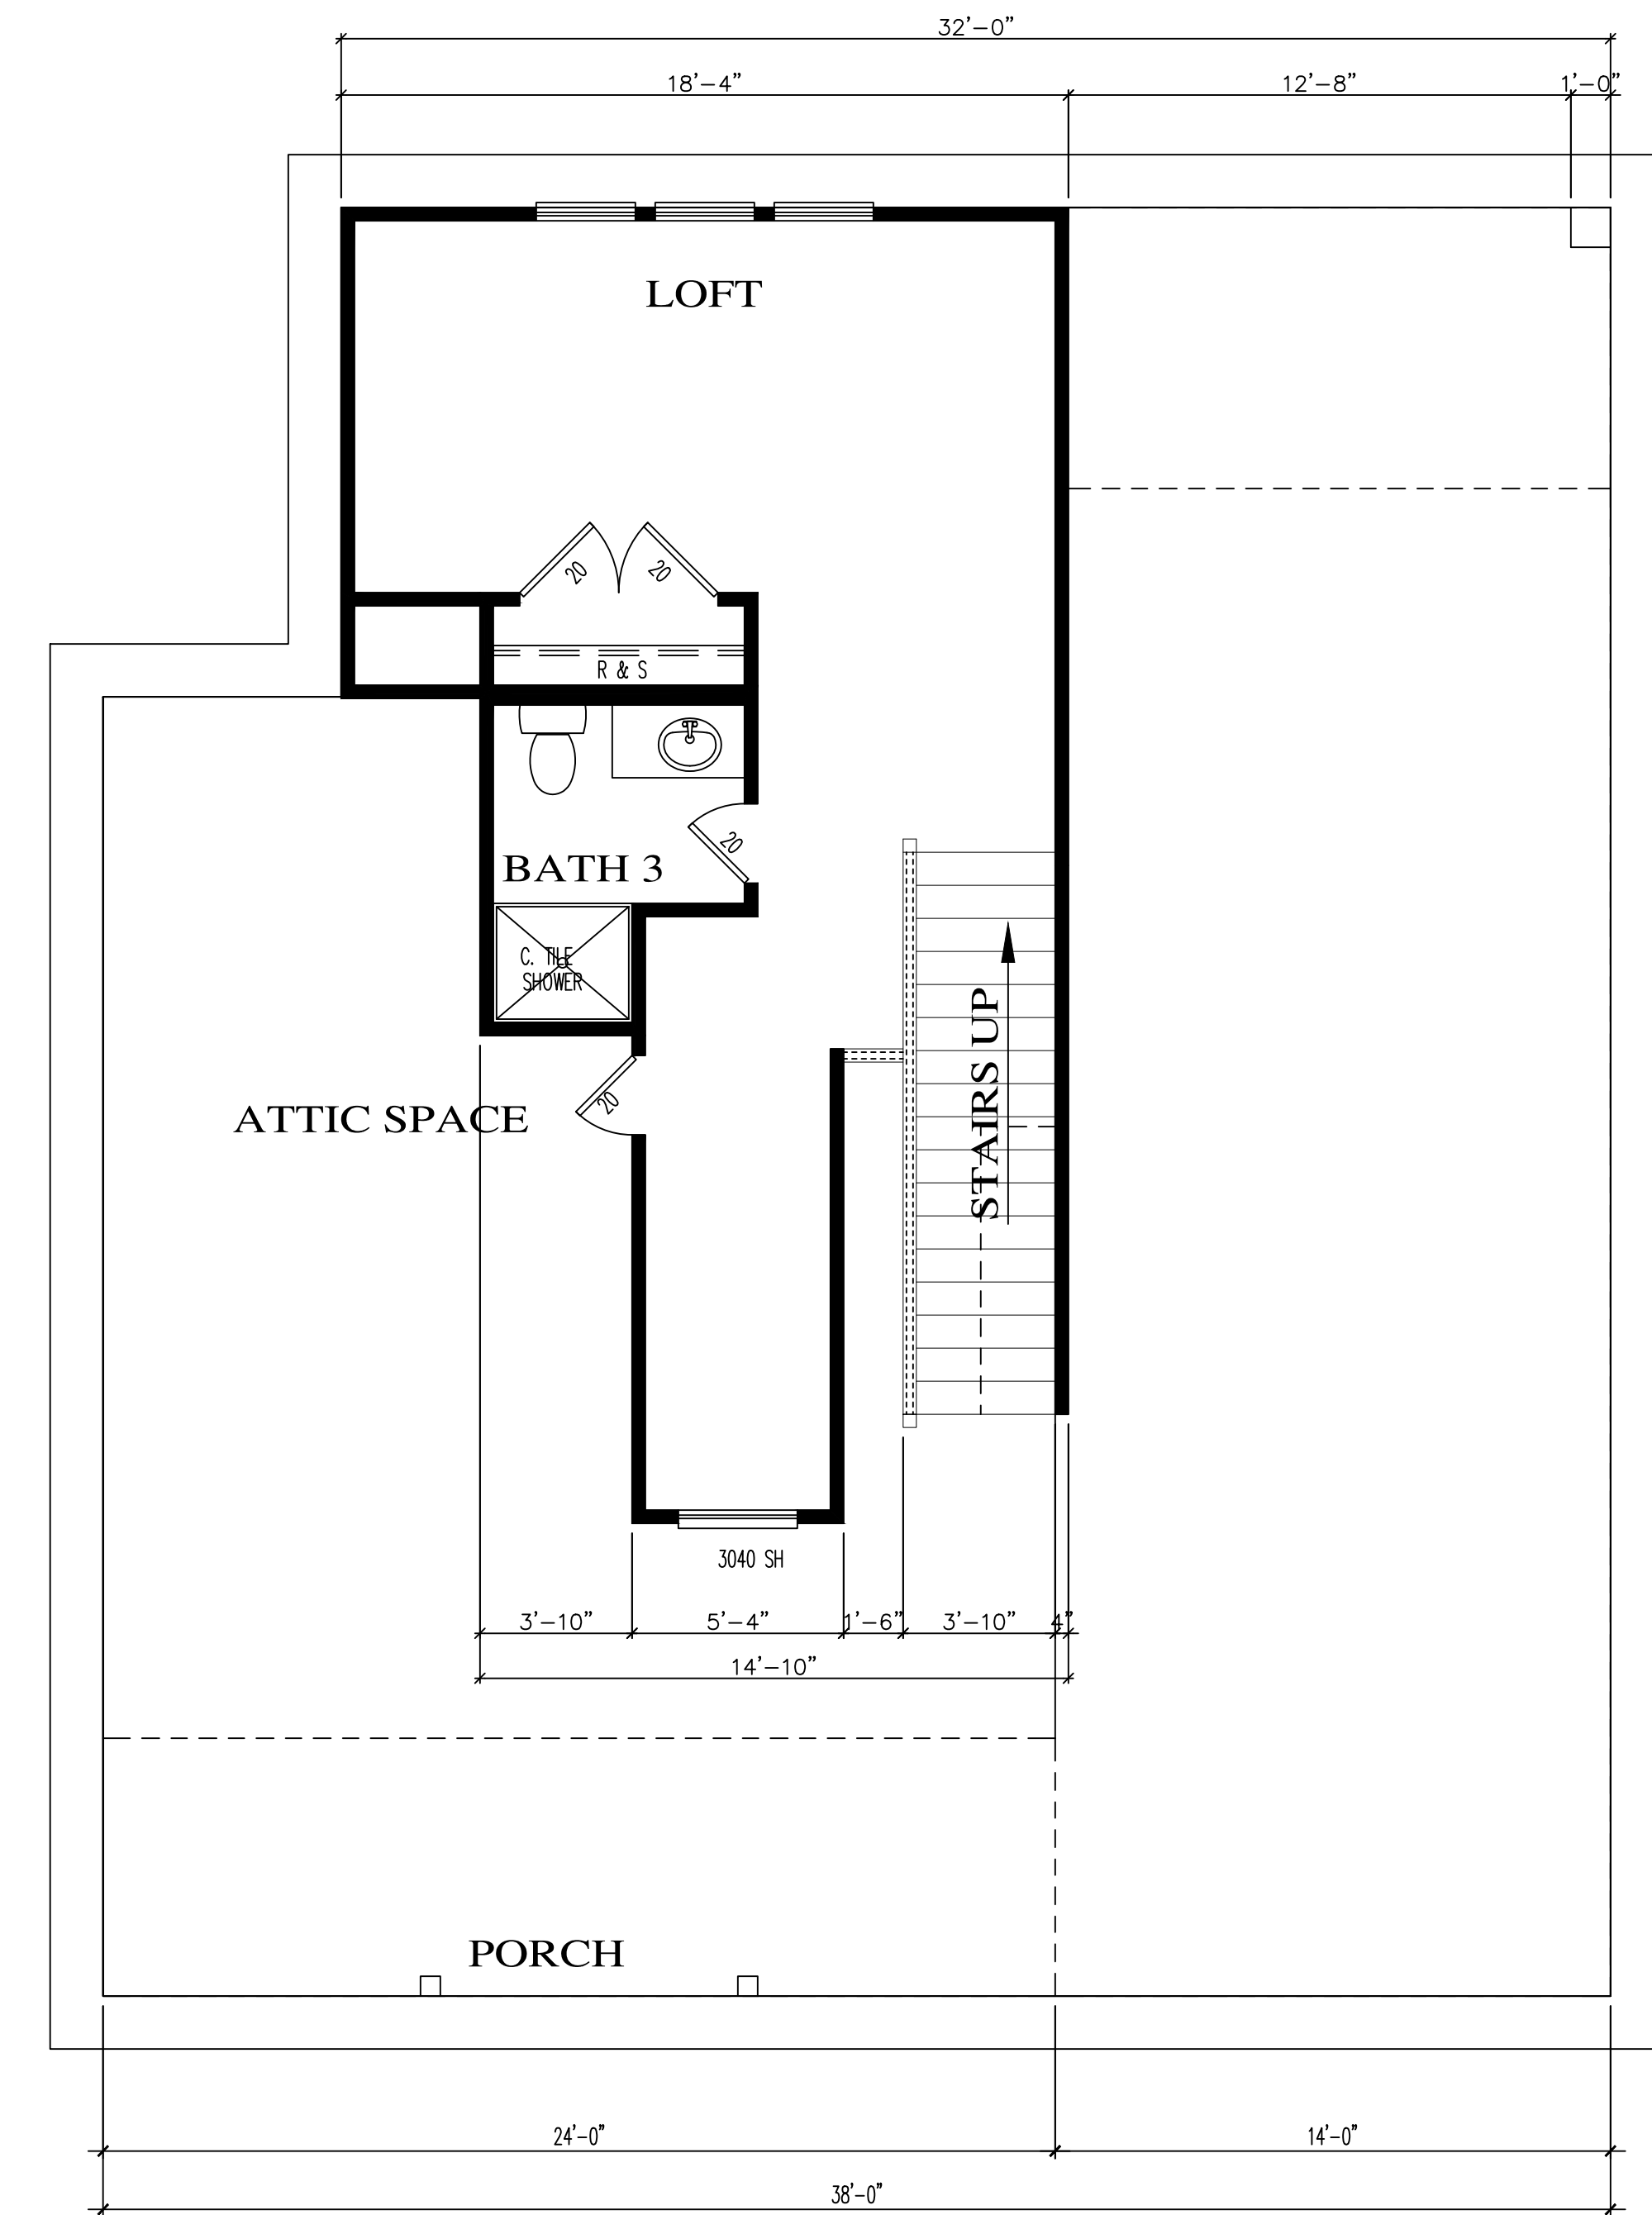 32'-0"
18'-4"
12'-8"
1'-0"
LOFT
20
20
R & S
20
BATH 3
C. TILE
SHOWER
STAIRS UP
20
ATTIC SPACE
3040 SH
3'-10"
5'-4"
1'-6"
3'-10"
4"
14'-10"
PORCH
24'-0"
14'-0"
38'-0"